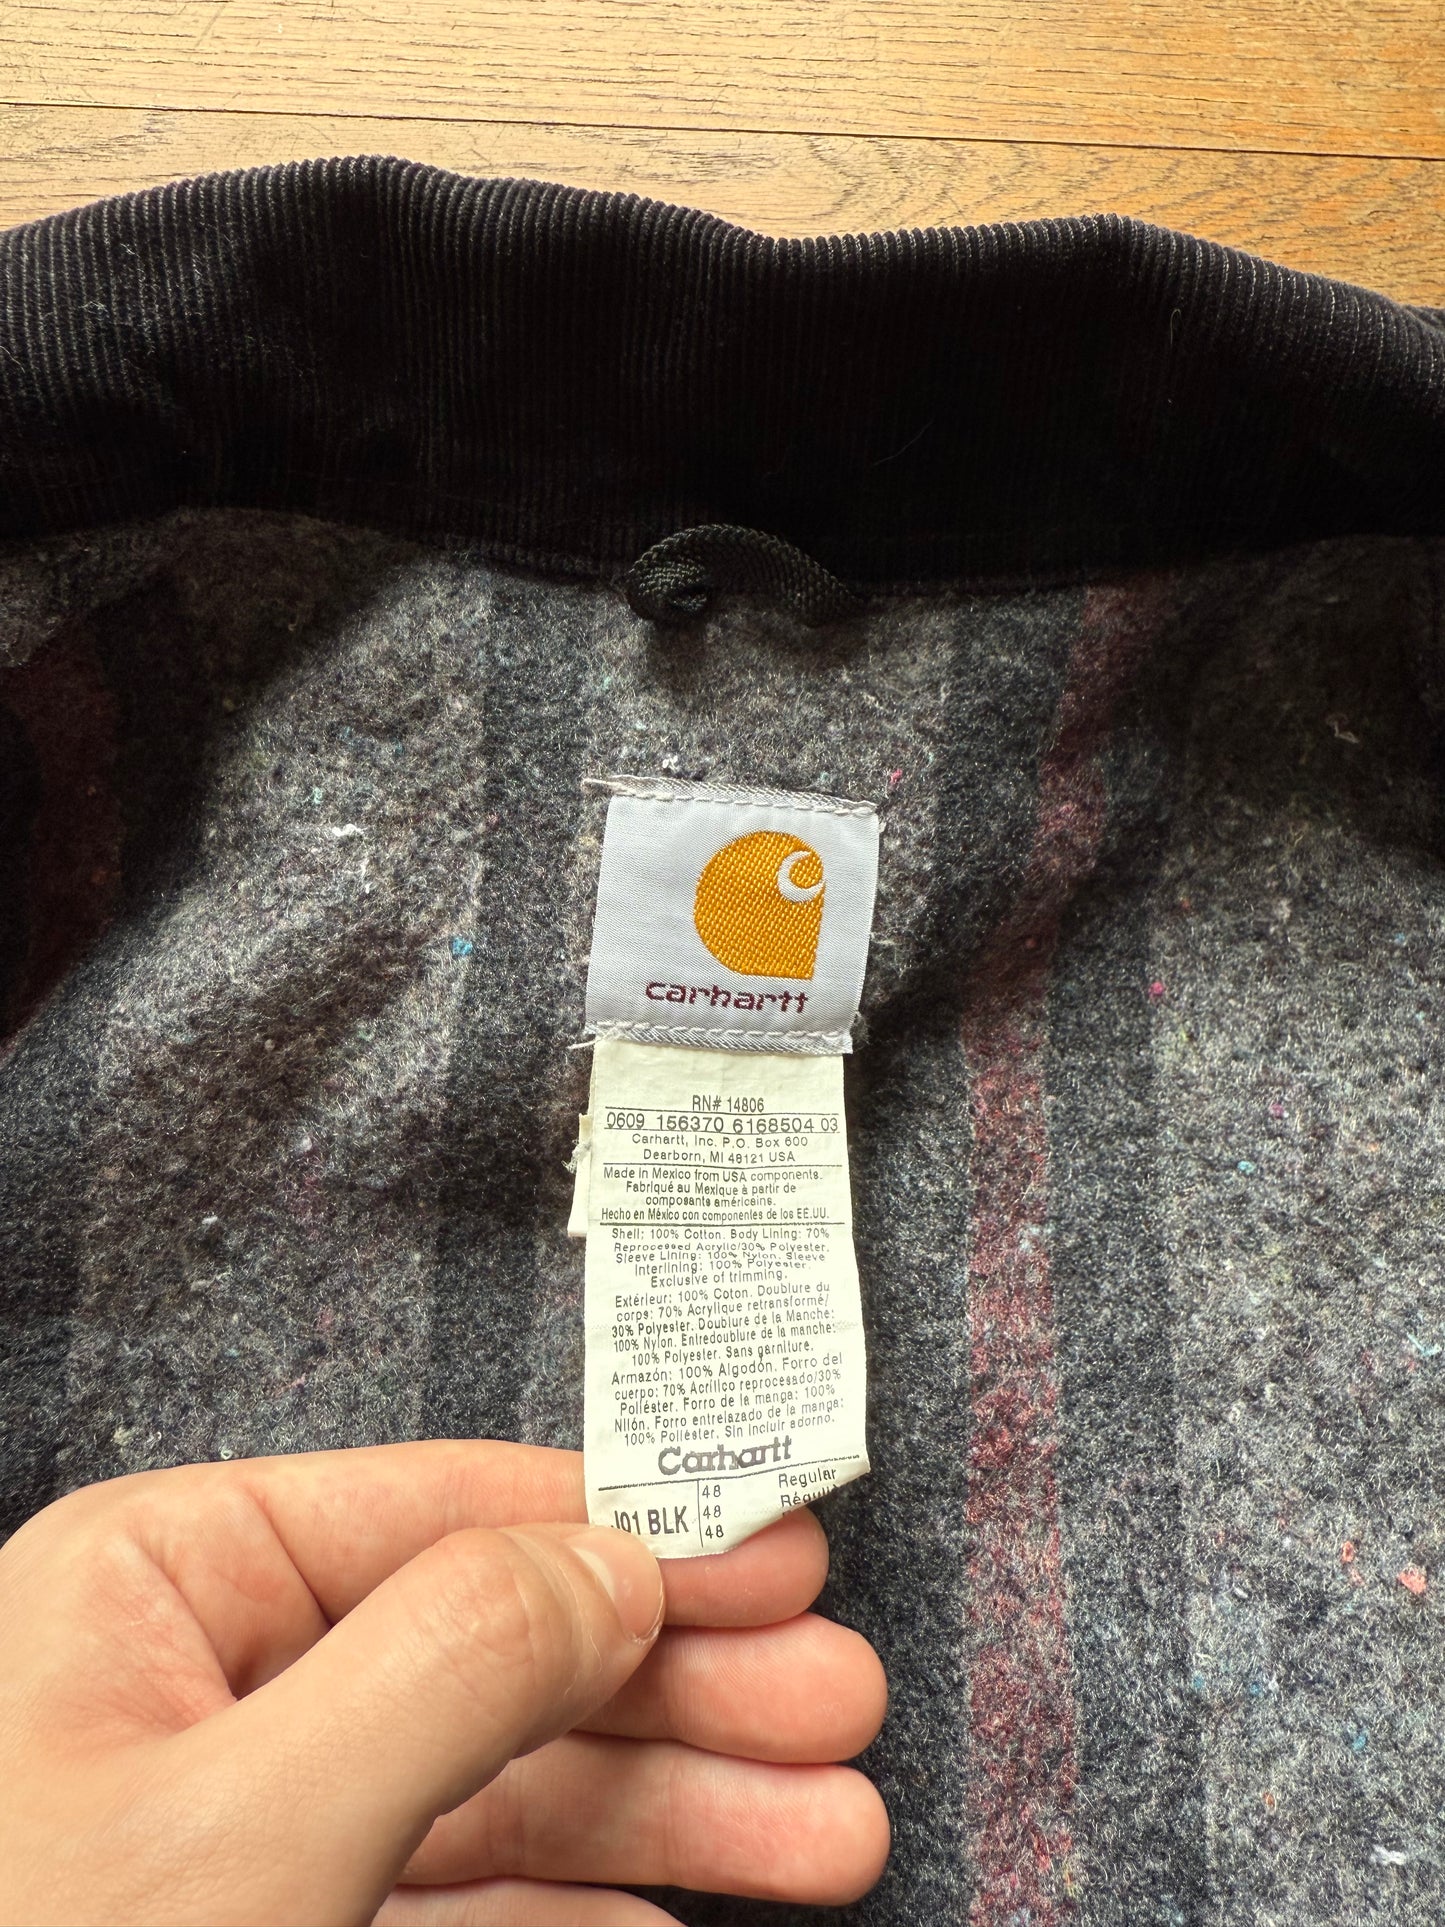 carhartt
RN# 14806
0609 156370 6168504 03
Carhartt, Inc. P.O. Box 600
Dearborn, MI 48121 USA
Made in Mexico from USA components.
Fabriqué au Mexique à partir de
composants américains.
Hecho en México con componentes de los EE.UU.
Shell: 100% Cotton. Body Lining: 70%
Reprocessed Acrylic/30% Polyester.
Sleeve Lining: 100% Nylon. Sleeve
Interlining: 100% Polyester.
Exclusive of trimming.
Extérieur: 100% Coton. Doublure du
corps: 70% Acrylique retransformé/
30% Polyester. Doublure de la Manche:
100% Nylon. Entredoublure de la manche:
100% Polyester. Sans garniture.
Armazón: 100% Algodón. Forro del
cuerpo: 70% Acrílico reprocesado/30%
Poliéster. Forro de la manga: 100%
Nilón. Forro entrelazado de la manga:
100% Poliéster. Sin incluir adorno.
Carhartt
48 Regular
J01 BLK 48
48